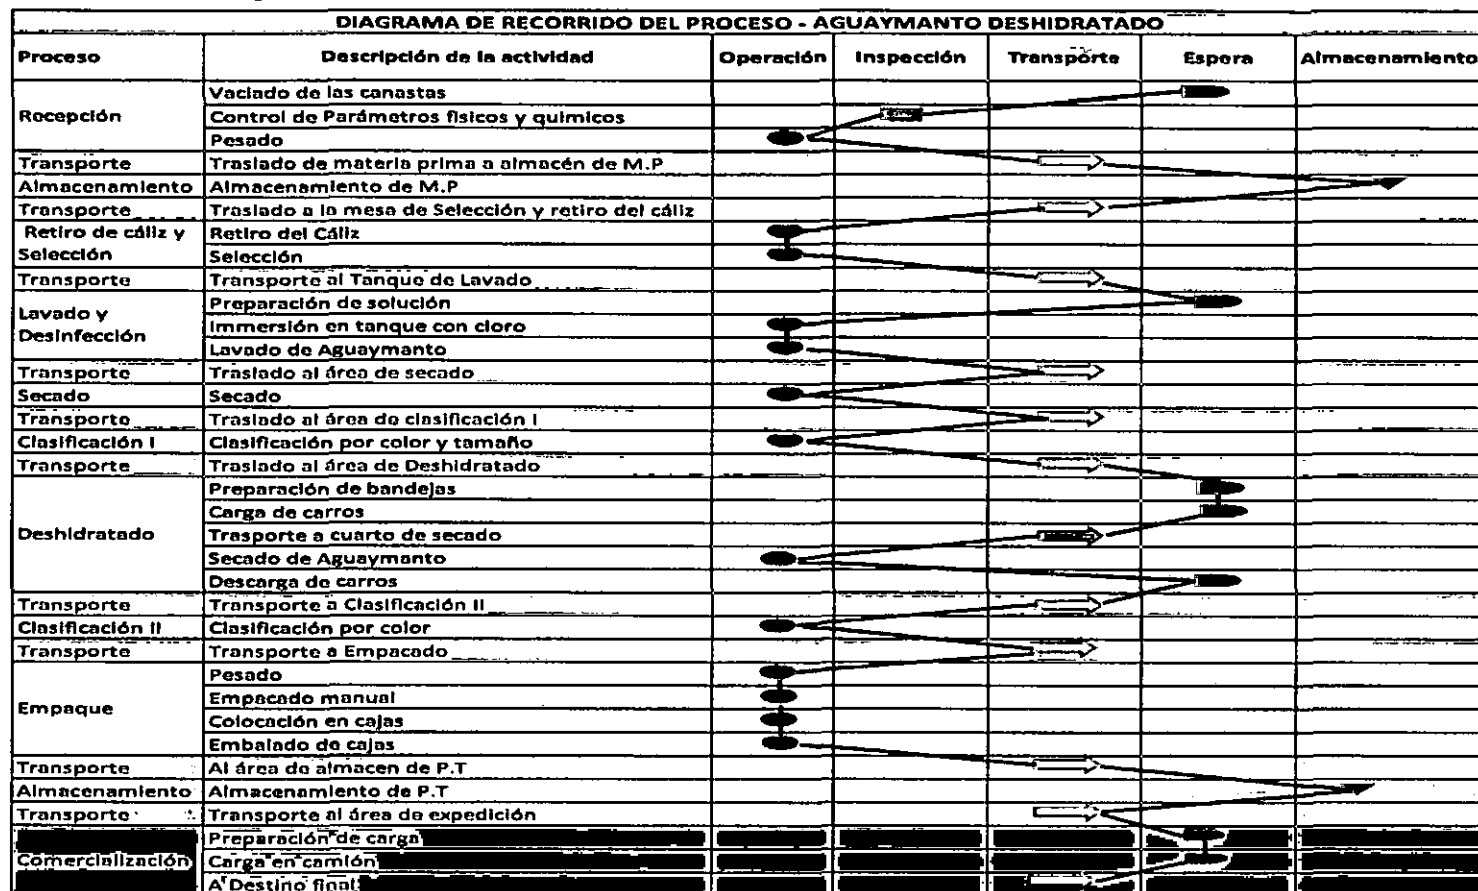 DIAGRAMA DE RECORRIDO DEL PROCESO - AGUAYMANTO DESHIDRATADO
Proceso Descripción de la actividad Operación Inspección Transporte Espera Almacenamiento
Recepción
Vaciado de las canastas
Control de Parámetros físicos y químicos
Pesado
Transporte Traslado de materia prima a almacén de M.P
Almacenamiento Almacenamiento de M.P
Transporte Traslado a la mesa de Selección y retiro del cáliz
Retiro de cáliz y Selección
Retiro del Cáliz
Selección
Transporte Transporte al Tanque de Lavado
Lavado y Desinfección
Preparación de solución
Immersión en tanque con cloro
Lavado de Aguaymanto
Transporte Traslado al área de secado
Secado Secado
Transporte Traslado al área de clasificación I
Clasificación I Clasificación por color y tamaño
Transporte Traslado al área de Deshidratado
Deshidratado
Preparación de bandejas
Carga de carros
Trasporte a cuarto de secado
Secado de Aguaymanto
Descarga de carros
Transporte Transporte a Clasificación II
Clasificación II Clasificación por color
Transporte Transporte a Empacado
Empaque
Pesado
Empacado manual
Colocación en cajas
Embalado de cajas
Transporte Al área de almacen de P.T
Almacenamiento Almacenamiento de P.T
Transporte Transporte al área de expedición
Comercialización
Preparación de carga
Carga en camión
A Destino final